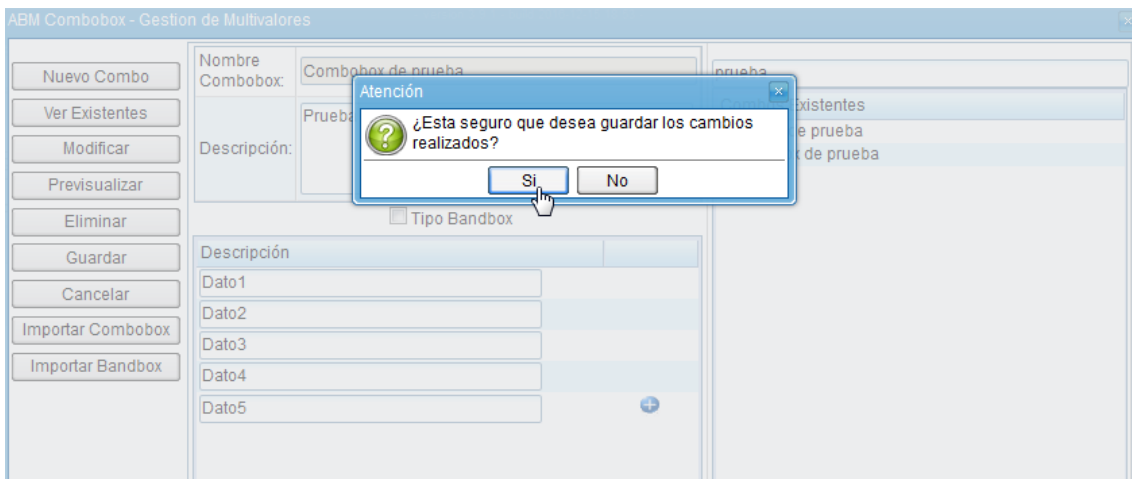 ABM Combobox - Gestion de Multivalores
Nuevo Combo
Ver Existentes
Modificar
Previsualizar
Eliminar
Guardar
Cancelar
Importar Combobox
Importar Bandbox
Nombre
Combobox:
Combobox de prueba
Descripción:
Prueba
Tipo Bandbox
Descripción
Dato1
Dato2
Dato3
Dato4
Dato5
Atención
¿Esta seguro que desea guardar los cambios
realizados?
Si
No
prueba
Existentes
de prueba
de prueba